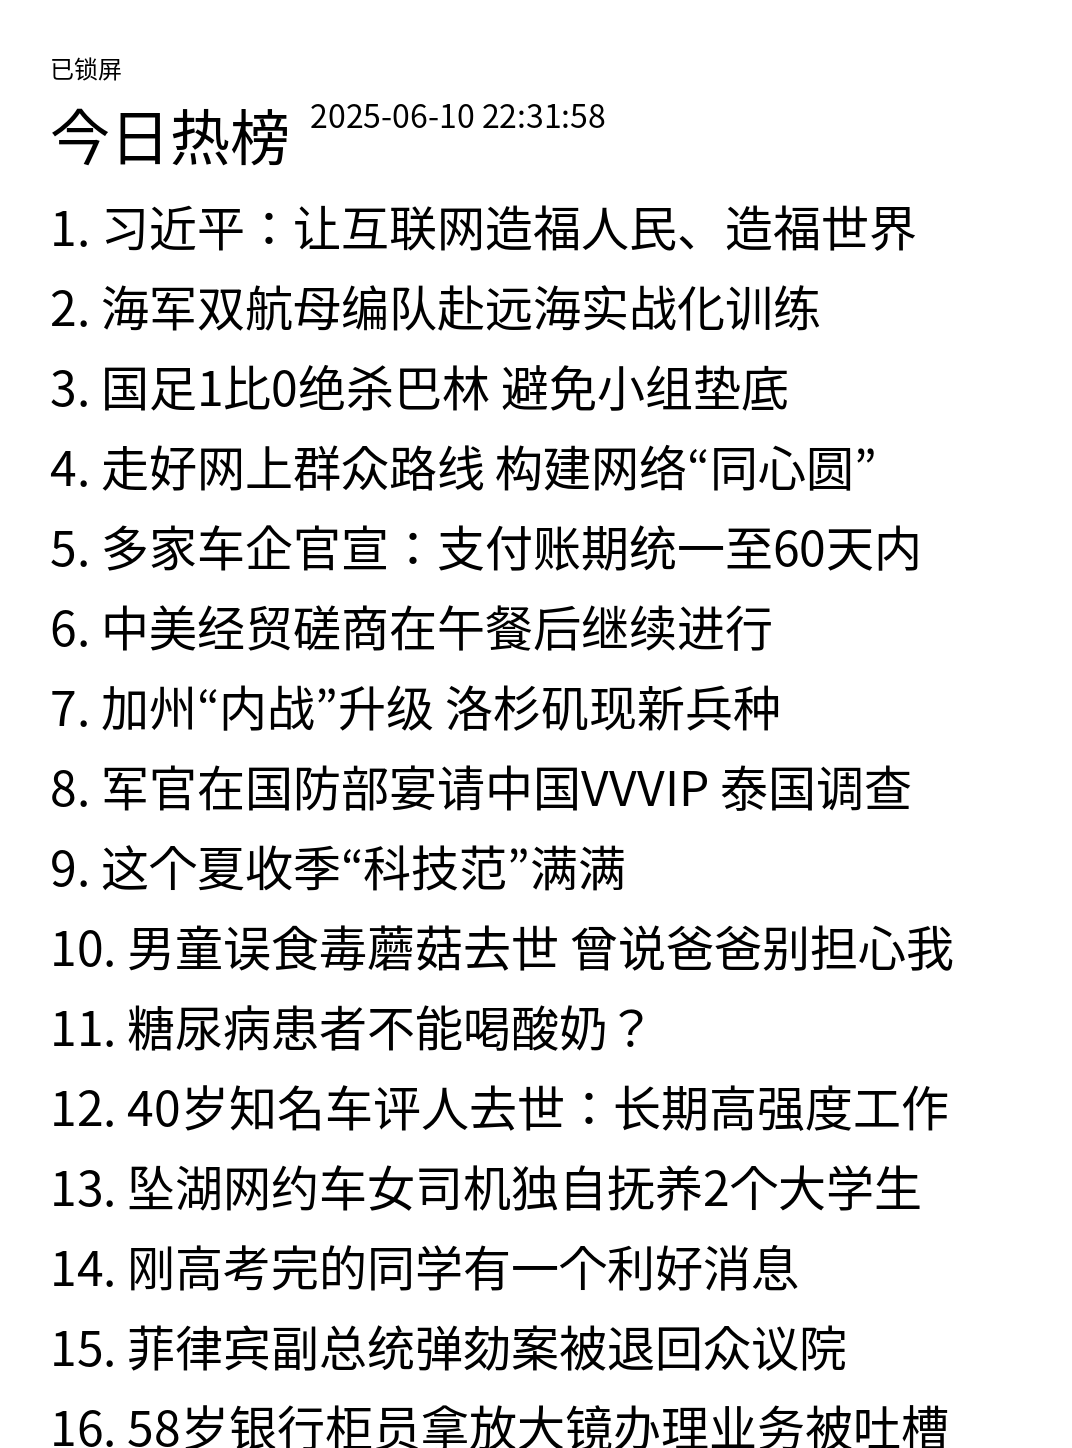 已锁屏
今日热榜 2025-06-10 22:31:58
1. 习近平：让互联网造福人民、造福世界
2. 海军双航母编队赴远海实战化训练
3. 国足1比0绝杀巴林 避免小组垫底
4. 走好网上群众路线 构建网络“同心圆”
5. 多家车企官宣：支付账期统一至60天内
6. 中美经贸磋商在午餐后继续进行
7. 加州“内战”升级 洛杉矶现新兵种
8. 军官在国防部宴请中国VVVIP 泰国调查
9. 这个夏收季“科技范”满满
10. 男童误食毒蘑菇去世 曾说爸爸别担心我
11. 糖尿病患者不能喝酸奶？
12. 40岁知名车评人去世：长期高强度工作
13. 坠湖网约车女司机独自抚养2个大学生
14. 刚高考完的同学有一个利好消息
15. 菲律宾副总统弹劾案被退回众议院
16. 58岁银行柜员拿放大镜办理业务被吐槽